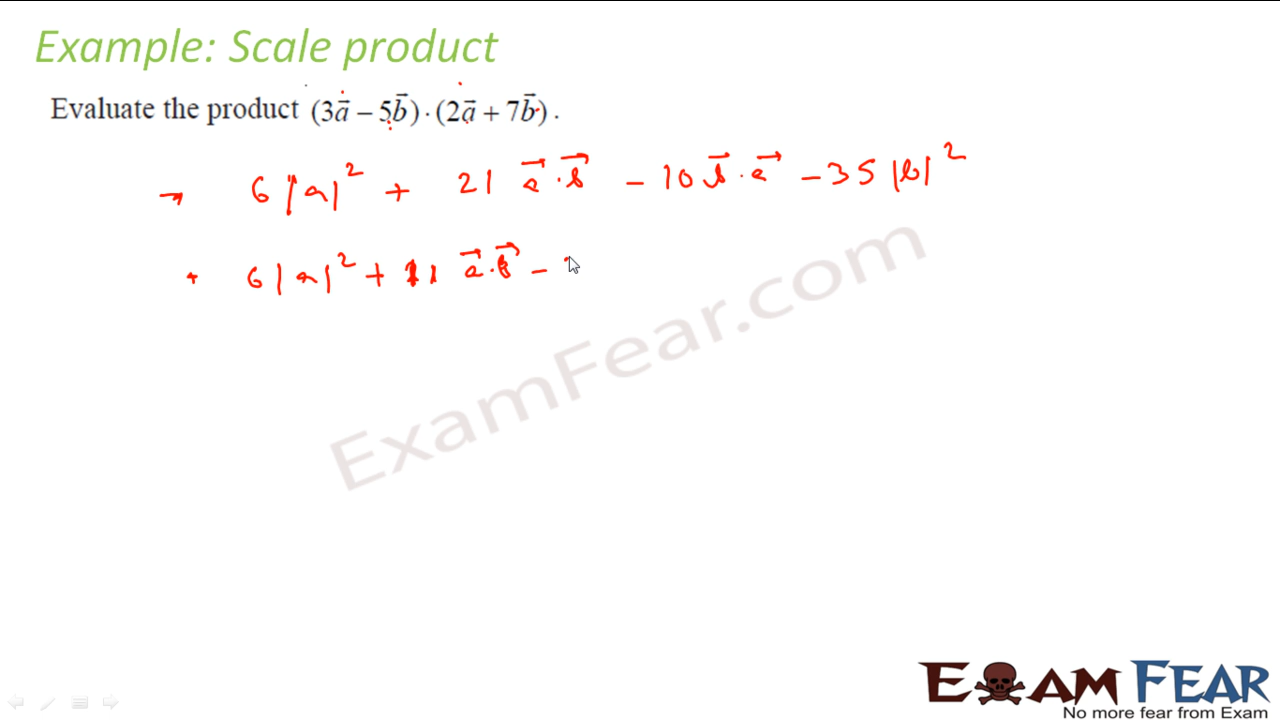 Example: Scale product
Evaluate the product (3a⃗ − 5b⃗) · (2a⃗ + 7b⃗) .
→ 6|a|² + 21 a⃗·b⃗ − 10 b⃗·a⃗ − 35 |b|²
6|a|² + 11 a⃗·b⃗ −
ExamFear.com
EXAM FEAR
No more fear from Exam